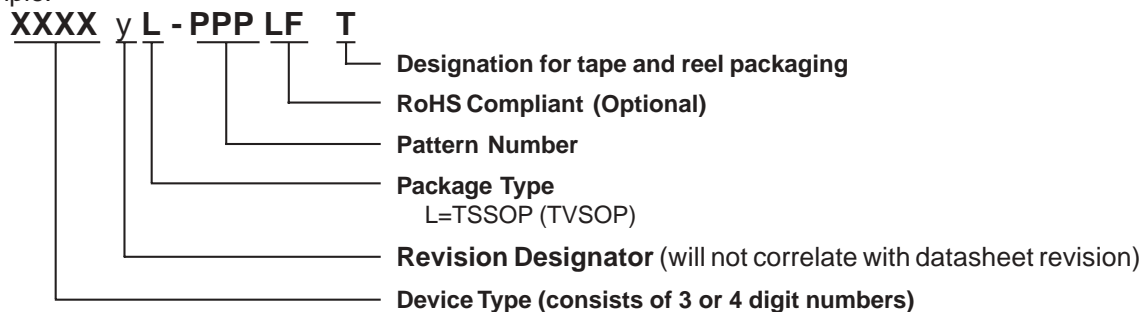 XXXX y L - PPP LF T
Designation for tape and reel packaging
RoHS Compliant (Optional)
Pattern Number
Package Type
L=TSSOP (TVSOP)
Revision Designator (will not correlate with datasheet revision)
Device Type (consists of 3 or 4 digit numbers)